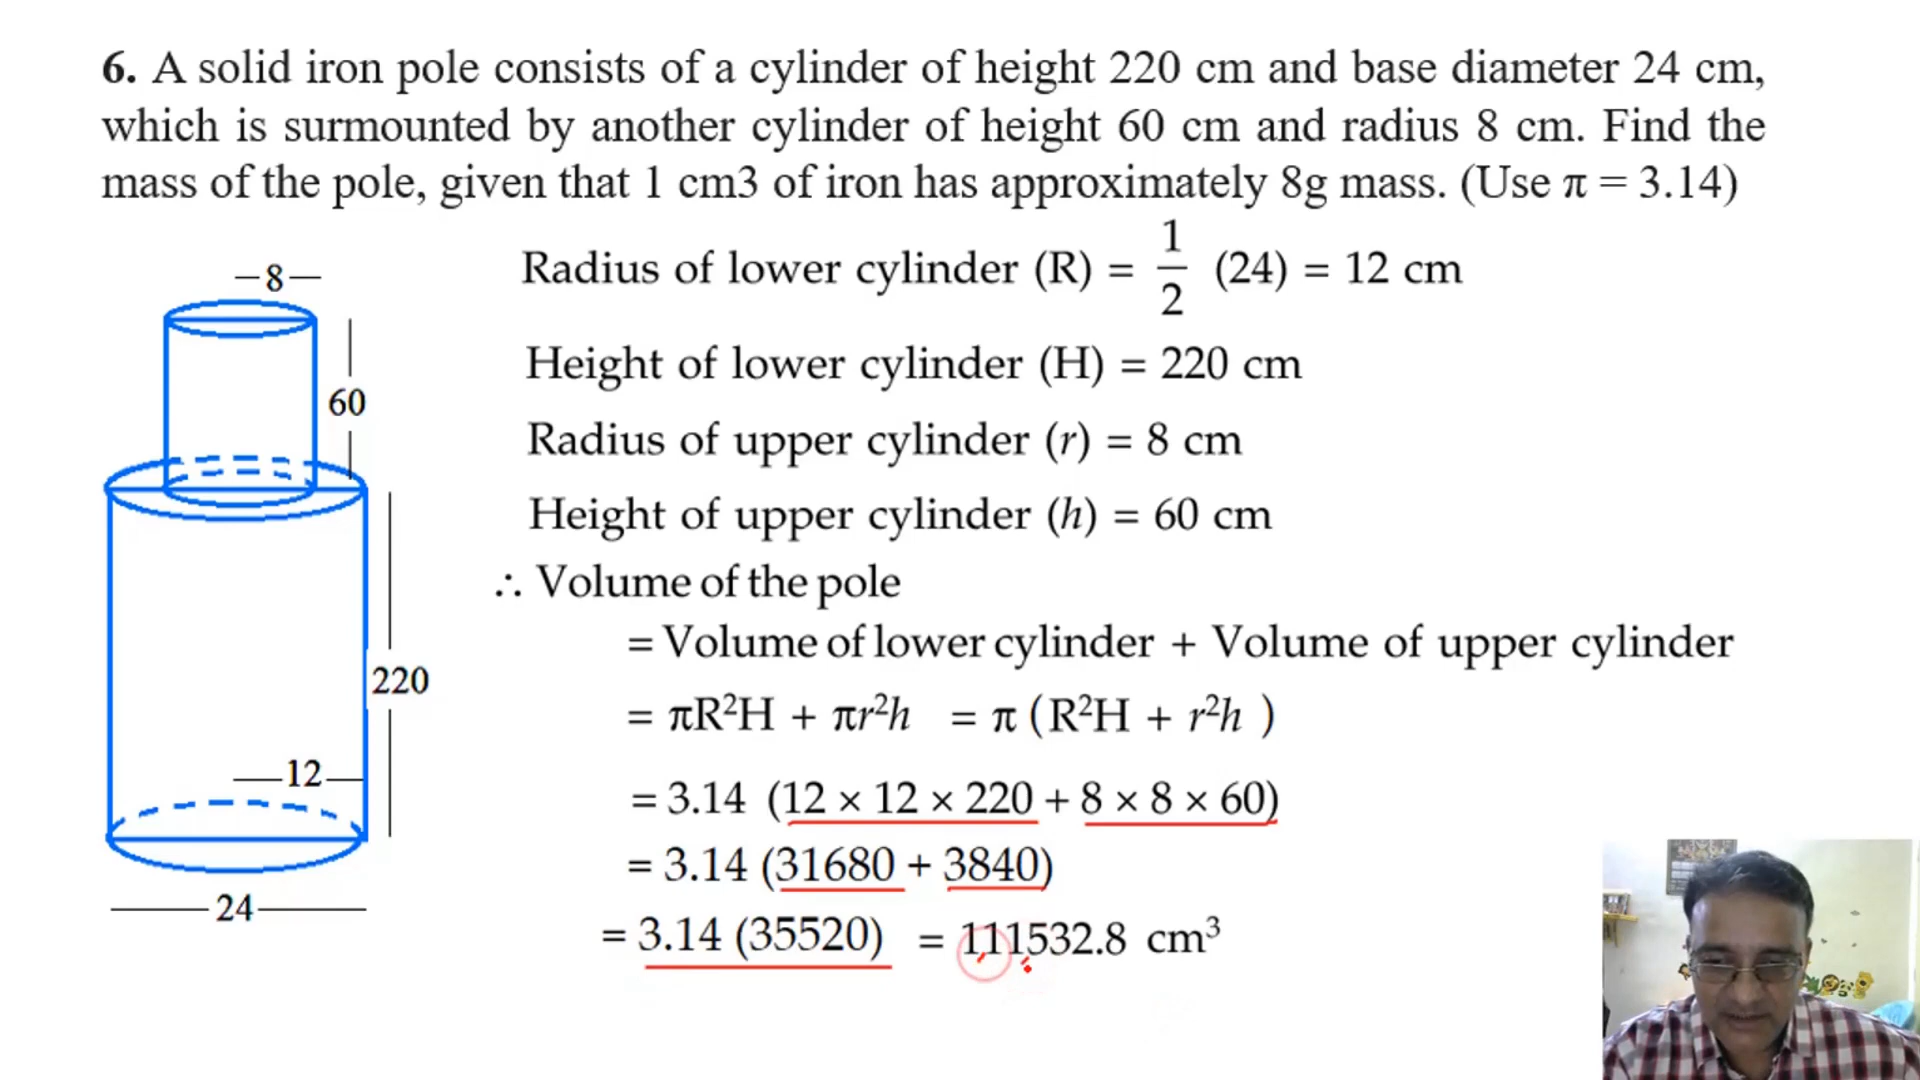 6. A solid iron pole consists of a cylinder of height 220 cm and base diameter 24 cm,
which is surmounted by another cylinder of height 60 cm and radius 8 cm. Find the
mass of the pole, given that 1 cm3 of iron has approximately 8g mass. (Use π = 3.14)
8
60
220
12
24
Radius of lower cylinder (R) = 1/2 (24) = 12 cm
Height of lower cylinder (H) = 220 cm
Radius of upper cylinder (r) = 8 cm
Height of upper cylinder (h) = 60 cm
∴ Volume of the pole
= Volume of lower cylinder + Volume of upper cylinder
= πR²H + πr²h = π ( R²H + r²h )
= 3.14 (12 × 12 × 220 + 8 × 8 × 60)
= 3.14 (31680 + 3840)
= 3.14 (35520) = 111532.8 cm³